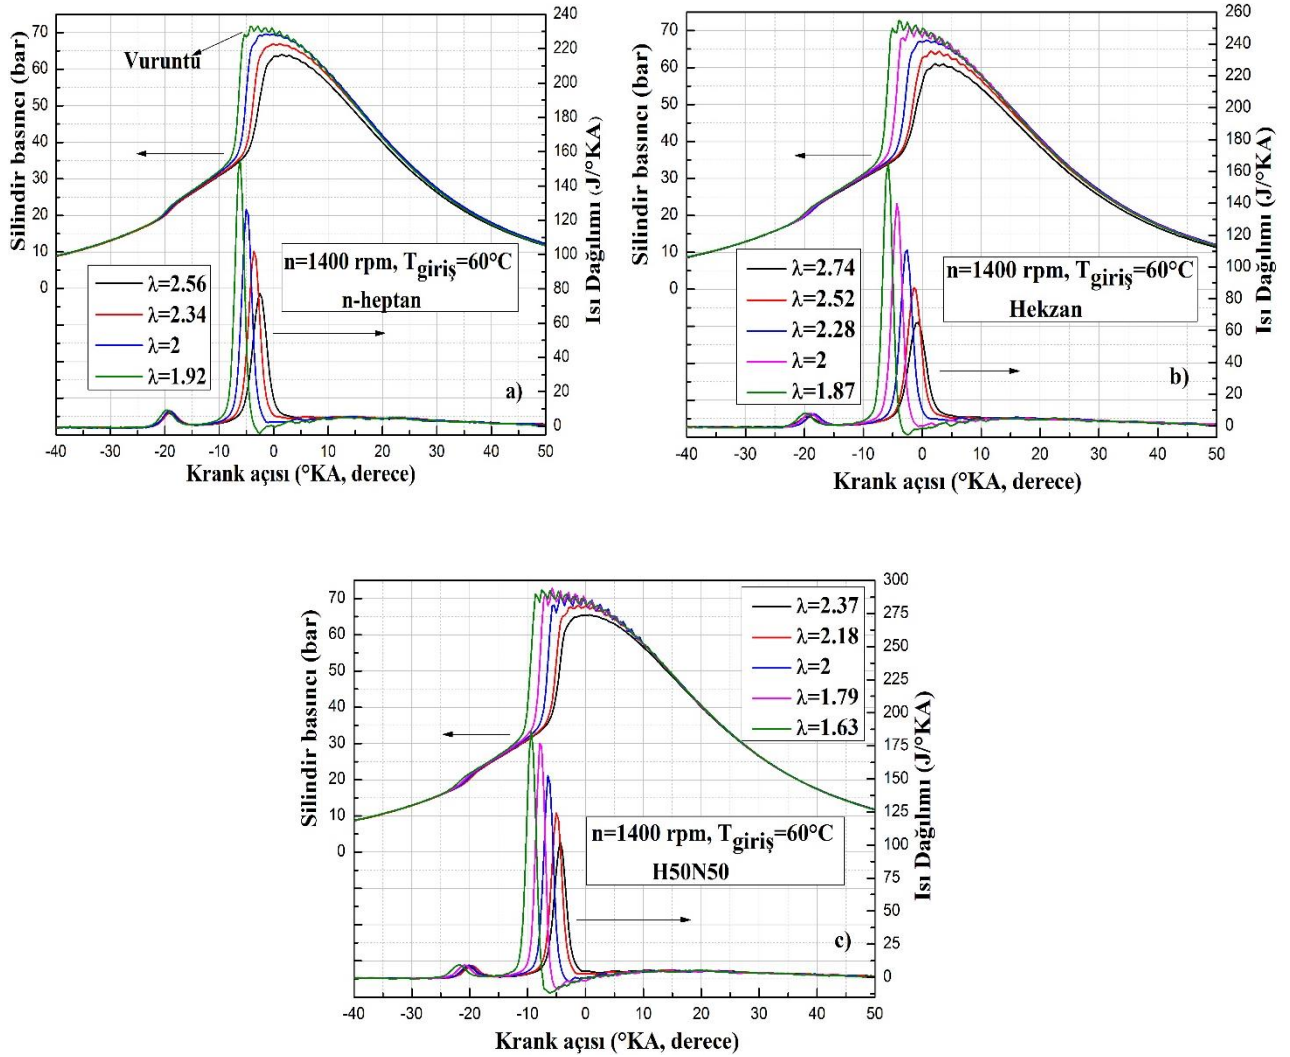 Silindir basıncı (bar)
70
60
50
40
30
20
10
0
Vuruntu
240
220
200
180
160
140
120
100
80
60
40
20
0
Isı Dağılımı (J/°KA)
n=1400 rpm, Tgiriş=60°C
n-heptan
λ=2.56
λ=2.34
λ=2
λ=1.92
a)
-40 -30 -20 -10 0 10 20 30 40 50
Krank açısı (°KA, derece)
Silindir basıncı (bar)
70
60
50
40
30
20
10
0
260
240
220
200
180
160
140
120
100
80
60
40
20
0
Isı Dağılımı (J/°KA)
n=1400 rpm, Tgiriş=60°C
Hekzan
λ=2.74
λ=2.52
λ=2.28
λ=2
λ=1.87
b)
-40 -30 -20 -10 0 10 20 30 40 50
Krank açısı (°KA, derece)
Silindir basıncı (bar)
70
60
50
40
30
20
10
0
300
275
250
225
200
175
150
125
100
75
50
25
0
Isı Dağılımı (J/°KA)
λ=2.37
λ=2.18
λ=2
λ=1.79
λ=1.63
n=1400 rpm, Tgiriş=60°C
H50N50
c)
-40 -30 -20 -10 0 10 20 30 40 50
Krank açısı (°KA, derece)